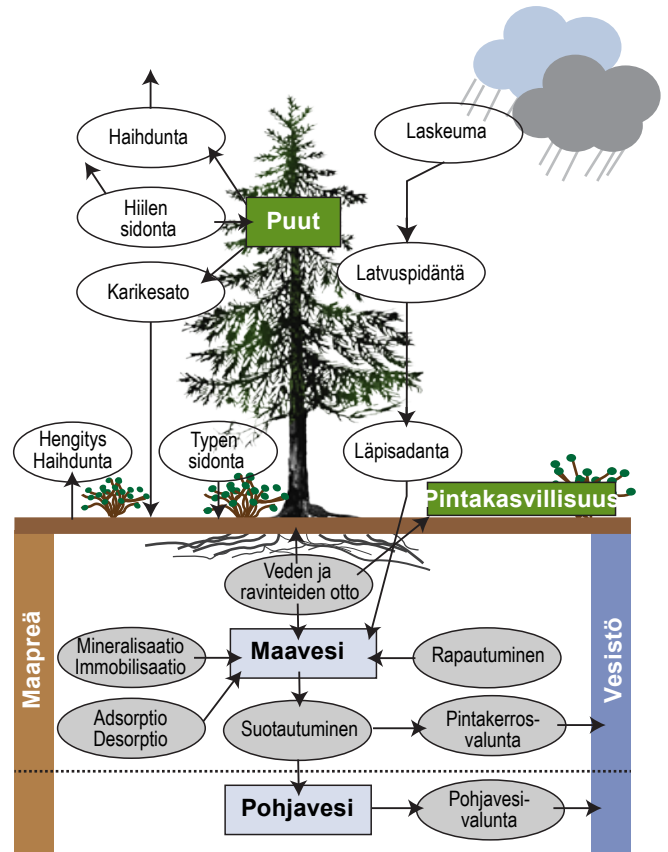 Haihdunta
Laskeuma
Hiilen
sidonta
Puut
Latvuspidäntä
Karikesato
Hengitys
Haihdunta
Typen
sidonta
Läpisadanta
Pintakasvillisuus
Veden ja
ravinteiden otto
Maapreä
Vesistö
Mineralisaatio
Immobilisaatio
Maavesi
Rapautuminen
Adsorptio
Desorptio
Suotautuminen
Pintakerros-
valunta
Pohjavesi
Pohjavesi-
valunta